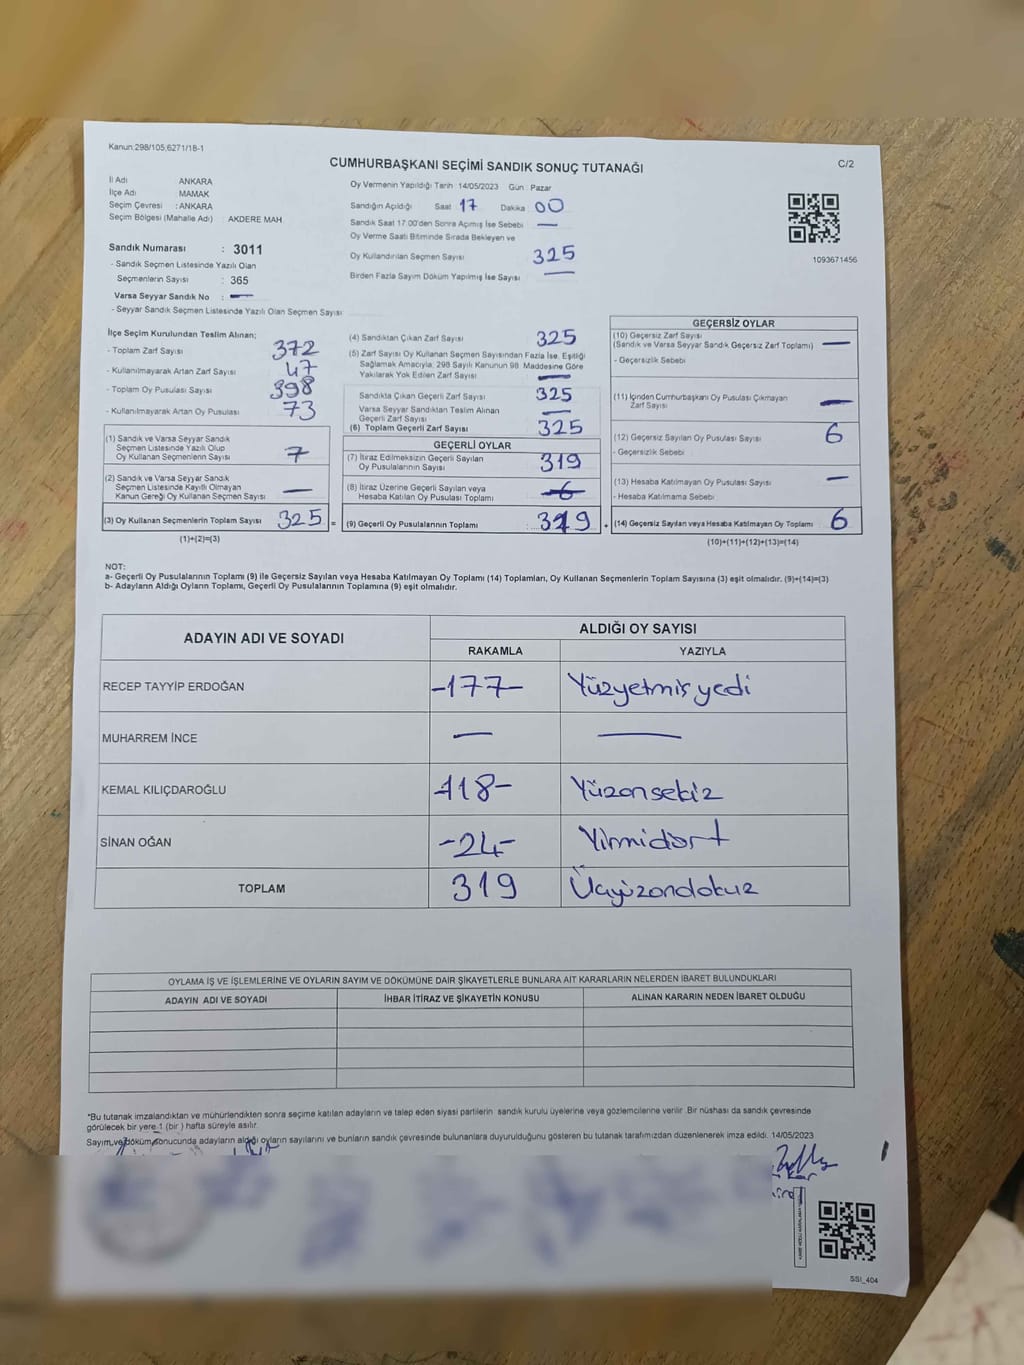 Kanun:298/105;6271/18-1
C/2
CUMHURBAŞKANI SEÇİMİ SANDIK SONUÇ TUTANAĞI
İl Adı ANKARA
İlçe Adı : MAMAK
Seçim Çevresi : ANKARA
Seçim Bölgesi (Mahalle Adı) : AKDERE MAH
Sandık Numarası : 3011
- Sandık Seçmen Listesinde Yazılı Olan
Seçmenlerin Sayısı : 365
Varsa Seyyar Sandık No : —
- Seyyar Sandık Seçmen Listesinde Yazılı Olan Seçmen Sayısı:
Oy Vermenin Yapıldığı Tarih :14/05/2023 Gün : Pazar
Sandığın Açıldığı Saat 17 Dakika 00
Sandık Saat 17:00'den Sonra Açılmış İse Sebebi —
Oy Verme Saati Bitiminde Sırada Bekleyen ve
Oy Kullandırılan Seçmen Sayısı 325
Birden Fazla Sayım Döküm Yapılmış İse Sayısı —
1093671456
İlçe Seçim Kurulundan Teslim Alınan;
- Toplam Zarf Sayısı 372
- Kullanılmayarak Artan Zarf Sayısı 47
- Toplam Oy Pusulası Sayısı 398
- Kullanılmayarak Artan Oy Pusulası 73
(1) Sandık ve Varsa Seyyar Sandık
Seçmen Listesinde Yazılı Olup
Oy Kullanan Seçmenlerin Sayısı 7
(2) Sandık ve Varsa Seyyar Sandık
Seçmen Listesinde Kayıtlı Olmayan
Kanun Gereği Oy Kullanan Seçmen Sayısı —
(3) Oy Kullanan Seçmenlerin Toplam Sayısı 325 =
(1)+(2)=(3)
(4) Sandıktan Çıkan Zarf Sayısı 325
(5) Zarf Sayısı Oy Kullanan Seçmen Sayısından Fazla İse, Eşitliği
Sağlamak Amacıyla; 298 Sayılı Kanunun 98. Maddesine Göre
Yakılarak Yok Edilen Zarf Sayısı —
Sandıkta Çıkan Geçerli Zarf Sayısı 325
Varsa Seyyar Sandıktan Teslim Alınan
Geçerli Zarf Sayısı —
(6) Toplam Geçerli Zarf Sayısı 325
GEÇERLİ OYLAR
(7) İtiraz Edilmeksizin Geçerli Sayılan
Oy Pusulalarının Sayısı 319
(8) İtiraz Üzerine Geçerli Sayılan veya
Hesaba Katılan Oy Pusulası Toplamı
(9) Geçerli Oy Pusulalarının Toplamı 319 +
GEÇERSİZ OYLAR
(10) Geçersiz Zarf Sayısı
(Sandık ve Varsa Seyyar Sandık Geçersiz Zarf Toplamı) —
- Geçersizlik Sebebi
(11) İçinden Cumhurbaşkanı Oy Pusulası Çıkmayan
Zarf Sayısı —
(12) Geçersiz Sayılan Oy Pusulası Sayısı 6
- Geçersizlik Sebebi
(13) Hesaba Katılmayan Oy Pusulası Sayısı —
- Hesaba Katılmama Sebebi
(14) Geçersiz Sayılan veya Hesaba Katılmayan Oy Toplamı 6
(10)+(11)+(12)+(13)=(14)
NOT:
a- Geçerli Oy Pusulalarının Toplamı (9) ile Geçersiz Sayılan veya Hesaba Katılmayan Oy Toplamı (14) Toplamları, Oy Kullanan Seçmenlerin Toplam Sayısına (3) eşit olmalıdır. (9)+(14)=(3)
b- Adayların Aldığı Oyların Toplamı, Geçerli Oy Pusulalarının Toplamına (9) eşit olmalıdır.
ADAYIN ADI VE SOYADI ALDIĞI OY SAYISI
RAKAMLA YAZIYLA
RECEP TAYYİP ERDOĞAN -177- Yüzyetmişyedi
MUHARREM İNCE — —
KEMAL KILIÇDAROĞLU -118- Yüzonsekiz
SİNAN OĞAN -24- Yirmidört
TOPLAM 319 Üçyüzondokuz
OYLAMA İŞ VE İŞLEMLERİNE VE OYLARIN SAYIM VE DÖKÜMÜNE DAİR ŞİKAYETLERLE BUNLARA AİT KARARLARIN NELERDEN İBARET BULUNDUKLARI
ADAYIN ADI VE SOYADI İHBAR İTİRAZ VE ŞİKAYETİN KONUSU ALINAN KARARIN NEDEN İBARET OLDUĞU
*Bu tutanak imzalandıktan ve mühürlendikten sonra seçime katılan adayların ve talep eden siyasi partilerin sandık kurulu üyelerine veya gözlemcilerine verilir. Bir nüshası da sandık çevresinde
görülecek bir yere 1 (bir ) hafta süreyle asılır.
Sayım ve döküm sonucunda adayların aldığı oyların sayılarını ve bunların sandık çevresinde bulunanlara duyurulduğunu gösteren bu tutanak tarafımızdan düzenlenerek imza edildi. 14/05/2023
SSI_404